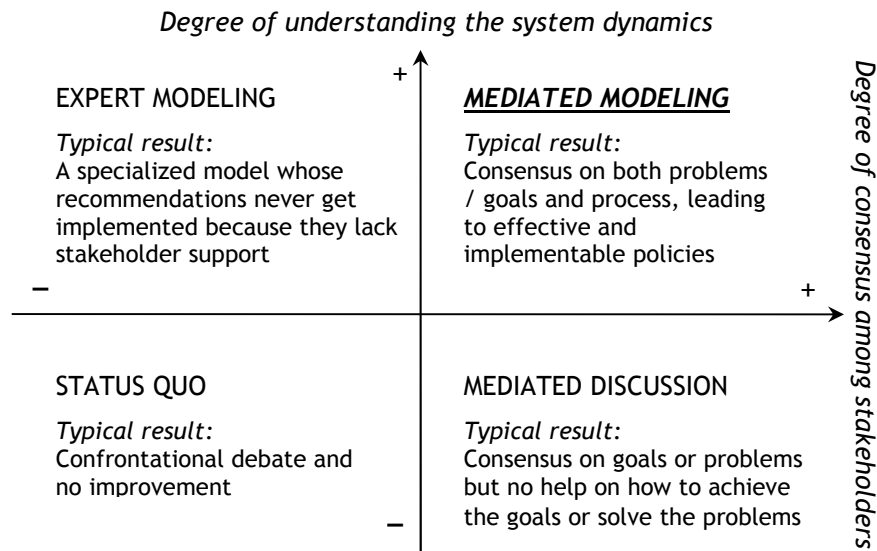 Degree of understanding the system dynamics
+
EXPERT MODELING
Typical result:
A specialized model whose
recommendations never get
implemented because they lack
stakeholder support
–
MEDIATED MODELING
Typical result:
Consensus on both problems
/ goals and process, leading
to effective and
implementable policies
+
Degree of consensus among stakeholders
STATUS QUO
Typical result:
Confrontational debate and
no improvement
–
MEDIATED DISCUSSION
Typical result:
Consensus on goals or problems
but no help on how to achieve
the goals or solve the problems